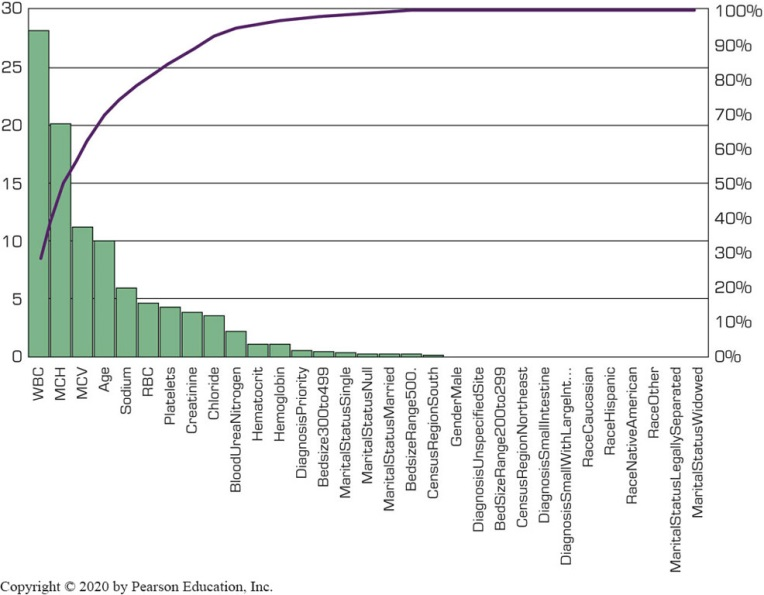 30
25
20
15
10
5
0
100%
90%
80%
70%
60%
50%
40%
30%
20%
10%
0%
WBC
MCH
MCV
Age
Sodium
RBC
Platelets
Creatinine
Chloride
BloodUreaNitrogen
Hematocrit
Hemoglobin
DiagnosisPriority
Bedsize300to499
MaritalStatusSingle
MaritalStatusNull
MaritalStatusMarried
BedsizeRange500.
CensusRegionSouth
GenderMale
DiagnosisUnspecifiedSite
BedSizeRange200to299
CensusRegionNortheast
DiagnosisSmallIntestine
DiagnosisSmallWithLargeInt...
RaceCaucasian
RaceHispanic
RaceNativeAmerican
RaceOther
MaritalStatusLegallySeparated
MaritalStatusWidowed
Copyright © 2020 by Pearson Education, Inc.